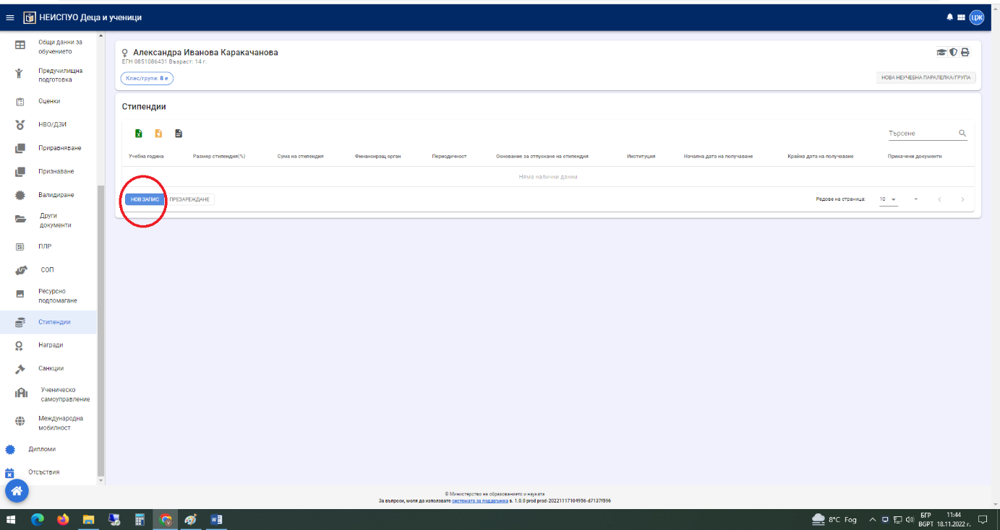 НЕИСПУО Деца и ученици
ЦЖ
Общи данни за
обучението
Предучилищна
подготовка
Оценки
НВО/ДЗИ
Приравняване
Признаване
Валидиране
Други
документи
ПЛР
СОП
Ресурсно
подпомагане
Стипендии
Награди
Санкции
Ученическо
самоуправление
Международна
мобилност
Дипломи
Отсъствия
Александра Иванова Каракачанова
ЕГН 0851086431 Възраст: 14 г.
Клас/група: 8 е
НОВА НЕУЧЕБНА ПАРАЛЕЛКА/ГРУПА
Стипендии
Търсене
Учебна година Размер стипендия(%) Сума на стипендия Финансиращ орган Периодичност Основание за отпускане на стипендия Институция Начална дата на получаване Крайна дата на получаване Прикачени документи
Няма налични данни
НОВ ЗАПИС ПРЕЗАРЕЖДАНЕ Редове на страница: 10 –
© Министерство на образованието и науката
За въпроси, моля да използвате системата за поддръжка в. 1.0.0 prod prod-20221117104956-d7137f596
8°C Fog
БГР 11:44
BGPT 18.11.2022 г.